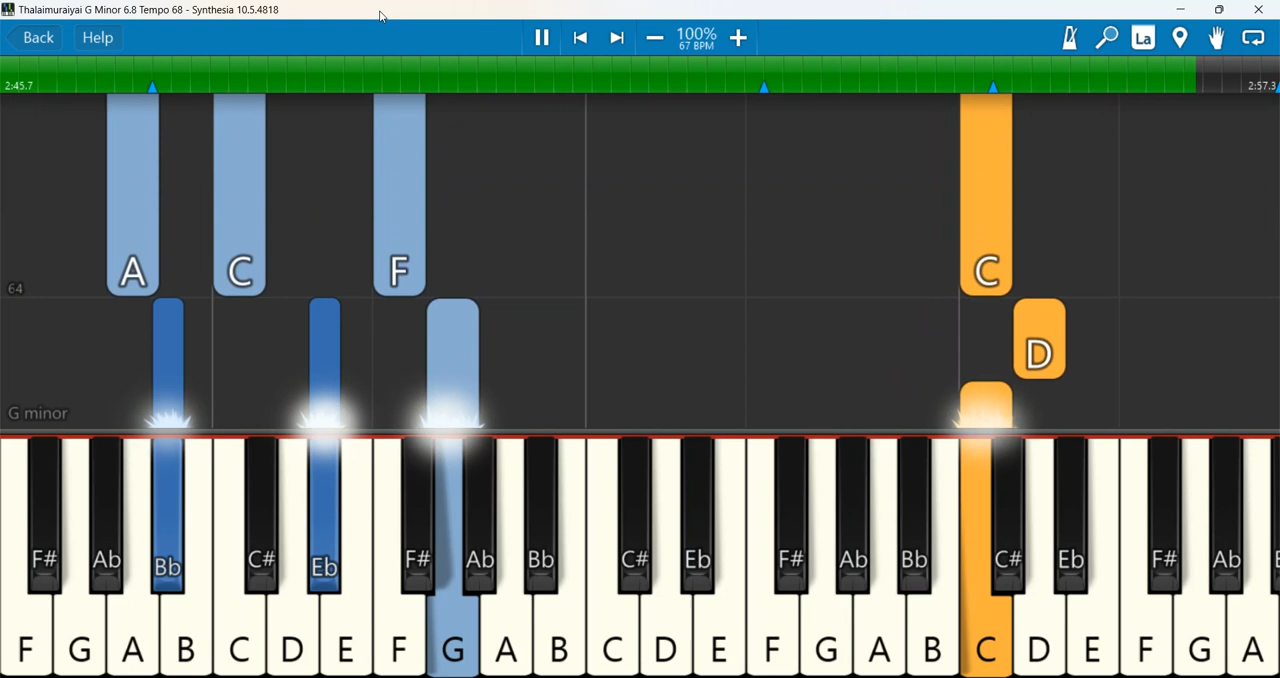 Thalaimuraiyai G Minor 6.8 Tempo 68 - Synthesia 10.5.4818
Back Help 100% La
67 BPM
2:45.7 2:57.3
A C F C
64
D
G minor
F# Ab Bb C# Eb F# Ab Bb C# Eb F# Ab Bb C# Eb F# Ab
F G A B C D E F G A B C D E F G A B C D E F G A